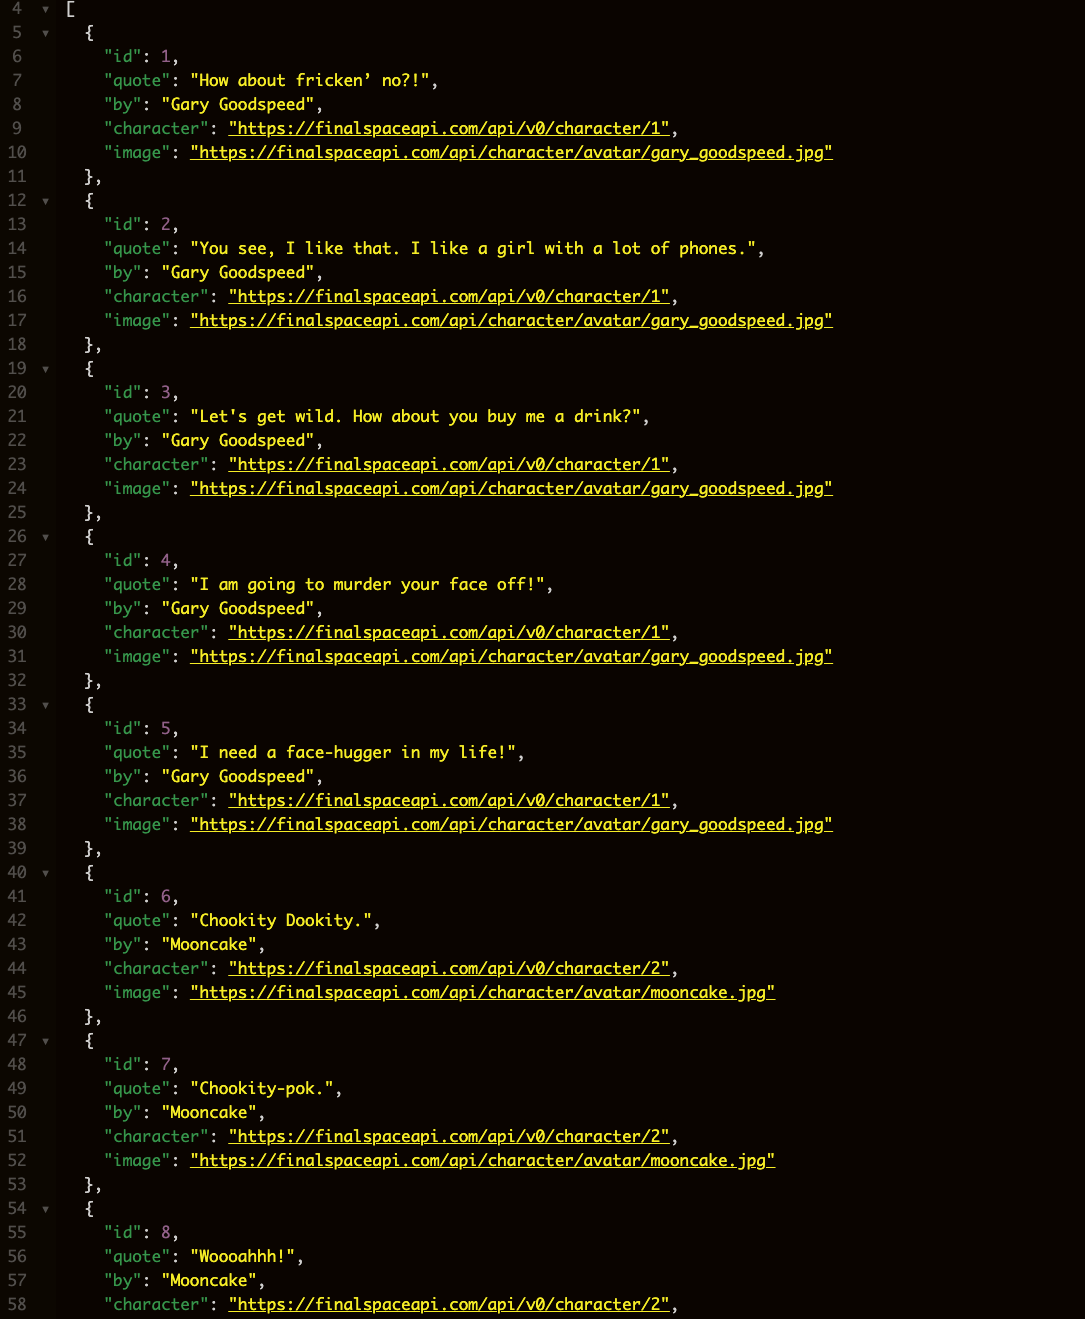 4 [
5 {
6 "id": 1,
7 "quote": "How about fricken’ no?!",
8 "by": "Gary Goodspeed",
9 "character": "https://finalspaceapi.com/api/v0/character/1",
10 "image": "https://finalspaceapi.com/api/character/avatar/gary_goodspeed.jpg"
11 },
12 {
13 "id": 2,
14 "quote": "You see, I like that. I like a girl with a lot of phones.",
15 "by": "Gary Goodspeed",
16 "character": "https://finalspaceapi.com/api/v0/character/1",
17 "image": "https://finalspaceapi.com/api/character/avatar/gary_goodspeed.jpg"
18 },
19 {
20 "id": 3,
21 "quote": "Let's get wild. How about you buy me a drink?",
22 "by": "Gary Goodspeed",
23 "character": "https://finalspaceapi.com/api/v0/character/1",
24 "image": "https://finalspaceapi.com/api/character/avatar/gary_goodspeed.jpg"
25 },
26 {
27 "id": 4,
28 "quote": "I am going to murder your face off!",
29 "by": "Gary Goodspeed",
30 "character": "https://finalspaceapi.com/api/v0/character/1",
31 "image": "https://finalspaceapi.com/api/character/avatar/gary_goodspeed.jpg"
32 },
33 {
34 "id": 5,
35 "quote": "I need a face-hugger in my life!",
36 "by": "Gary Goodspeed",
37 "character": "https://finalspaceapi.com/api/v0/character/1",
38 "image": "https://finalspaceapi.com/api/character/avatar/gary_goodspeed.jpg"
39 },
40 {
41 "id": 6,
42 "quote": "Chookity Dookity.",
43 "by": "Mooncake",
44 "character": "https://finalspaceapi.com/api/v0/character/2",
45 "image": "https://finalspaceapi.com/api/character/avatar/mooncake.jpg"
46 },
47 {
48 "id": 7,
49 "quote": "Chookity-pok.",
50 "by": "Mooncake",
51 "character": "https://finalspaceapi.com/api/v0/character/2",
52 "image": "https://finalspaceapi.com/api/character/avatar/mooncake.jpg"
53 },
54 {
55 "id": 8,
56 "quote": "Woooahhh!",
57 "by": "Mooncake",
58 "character": "https://finalspaceapi.com/api/v0/character/2",